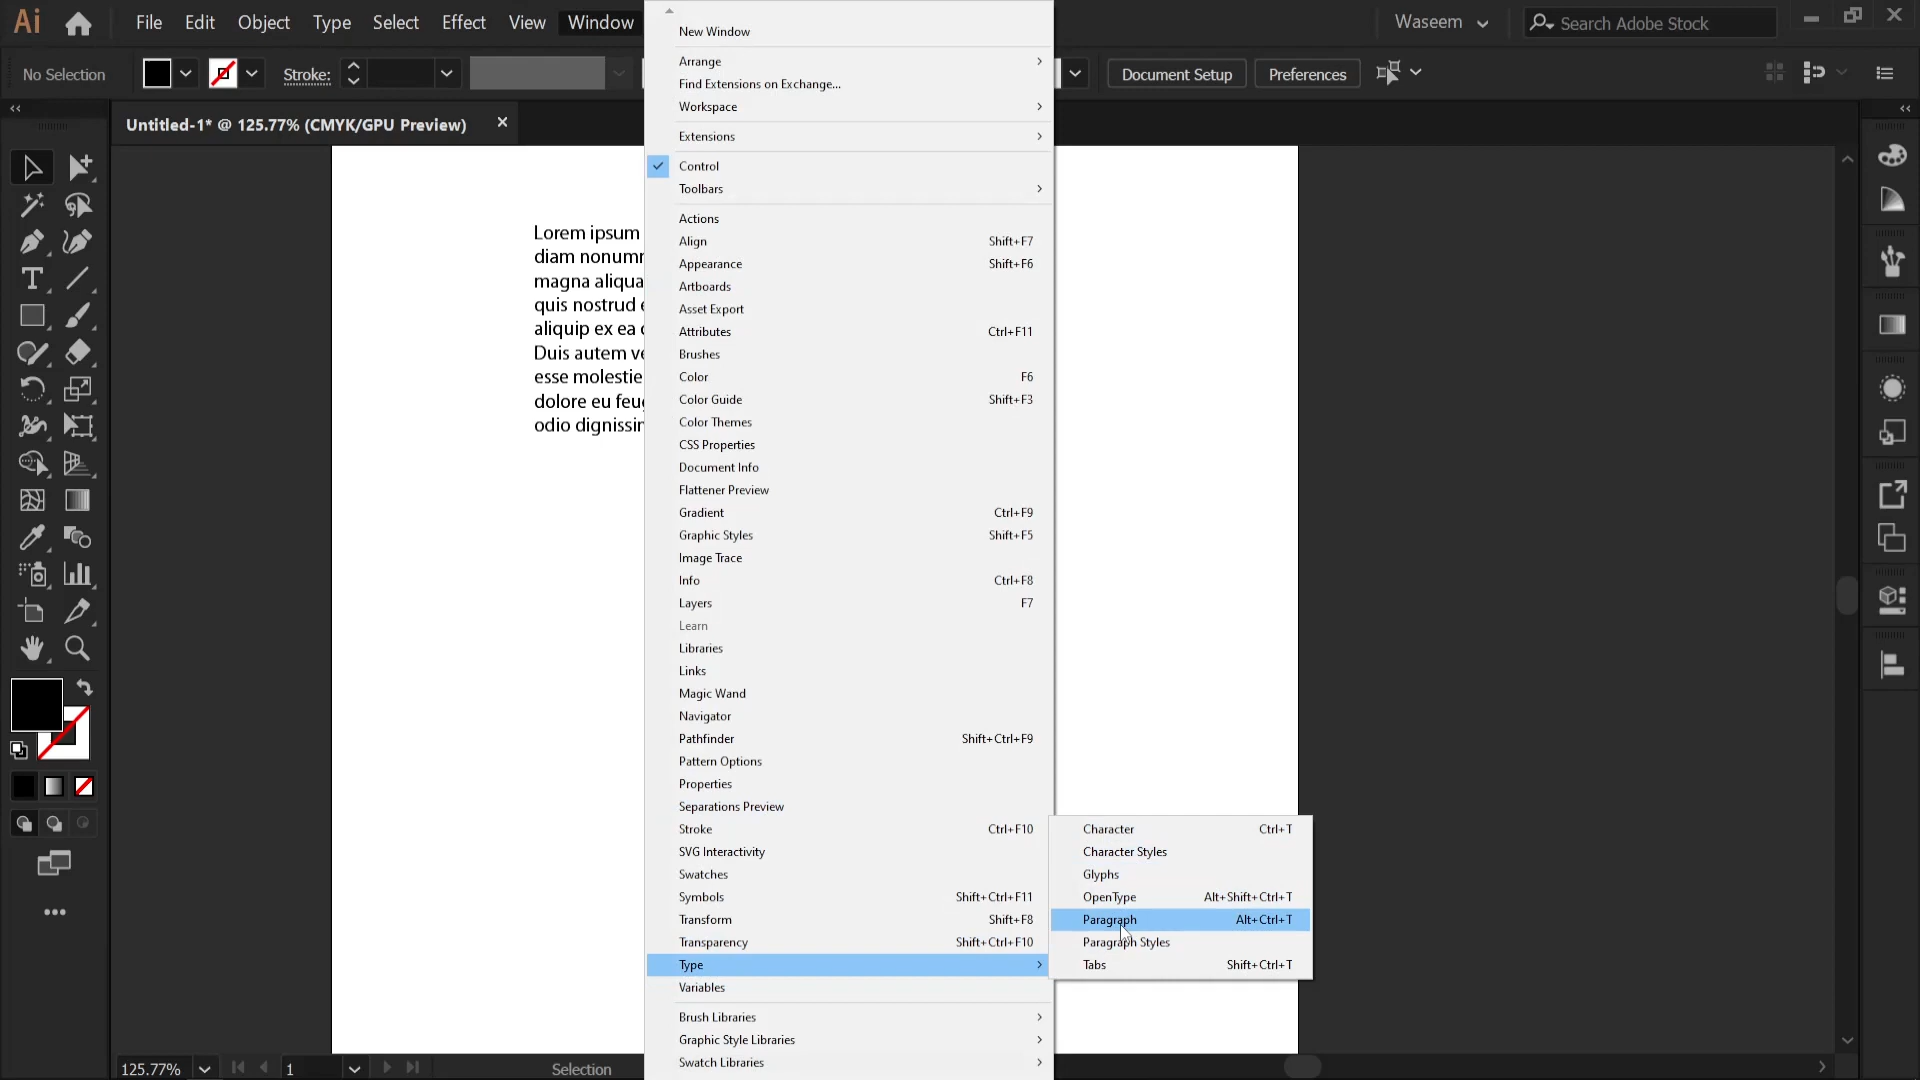 Ai File Edit Object Type Select Effect View Window Waseem Search Adobe Stock
No Selection Stroke: Document Setup Preferences
Untitled-1* @ 125.77% (CMYK/GPU Preview)
Lorem ipsum
diam nonumm
magna aliqua
quis nostrud e
aliquip ex ea
Duis autem ve
esse molestie
dolore eu feug
odio dignissin
New Window
Arrange
Find Extensions on Exchange...
Workspace
Extensions
Control
Toolbars
Actions
Align Shift+F7
Appearance Shift+F6
Artboards
Asset Export
Attributes Ctrl+F11
Brushes
Color F6
Color Guide Shift+F3
Color Themes
CSS Properties
Document Info
Flattener Preview
Gradient Ctrl+F9
Graphic Styles Shift+F5
Image Trace
Info Ctrl+F8
Layers F7
Learn
Libraries
Links
Magic Wand
Navigator
Pathfinder Shift+Ctrl+F9
Pattern Options
Properties
Separations Preview
Stroke Ctrl+F10
SVG Interactivity
Swatches
Symbols Shift+Ctrl+F11
Transform Shift+F8
Transparency Shift+Ctrl+F10
Type
Variables
Brush Libraries
Graphic Style Libraries
Swatch Libraries
Character Ctrl+T
Character Styles
Glyphs
OpenType Alt+Shift+Ctrl+T
Paragraph Alt+Ctrl+T
Paragraph Styles
Tabs Shift+Ctrl+T
125.77% 1 Selection